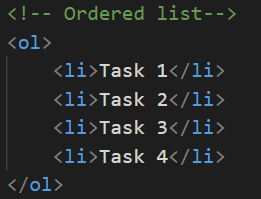 <!-- Ordered list-->
<ol>
    <li>Task 1</li>
    <li>Task 2</li>
    <li>Task 3</li>
    <li>Task 4</li>
</ol>